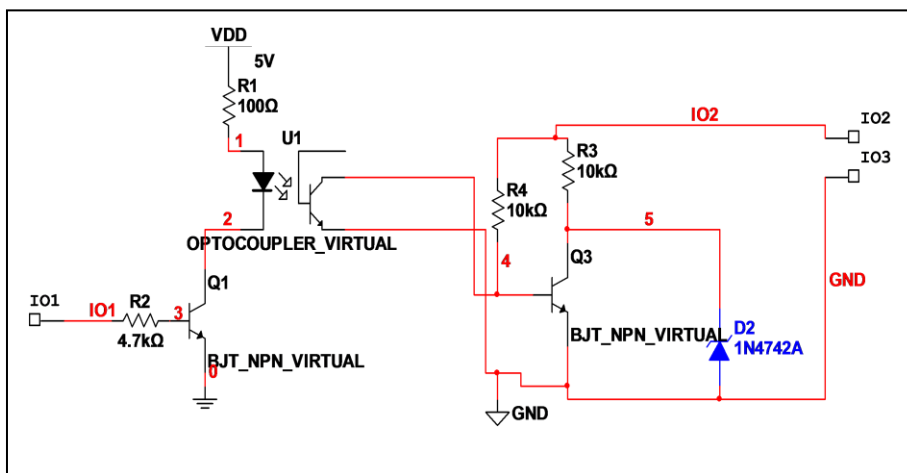 VDD
5V
R1
100Ω
1
U1
2
OPTOCOUPLER_VIRTUAL
IO1
IO1
R2
4.7kΩ
3
Q1
BJT_NPN_VIRTUAL
0
IO2
IO2
IO3
R3
10kΩ
R4
10kΩ
5
4
Q3
BJT_NPN_VIRTUAL
GND
D2
1N4742A
GND